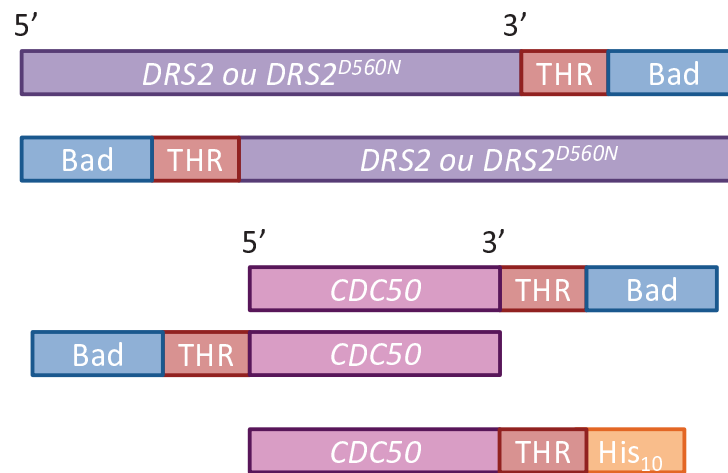 5’ 3’
DRS2 ou DRS2D560N THR Bad
Bad THR DRS2 ou DRS2D560N
5’ 3’
CDC50 THR Bad
Bad THR CDC50
CDC50 THR His10